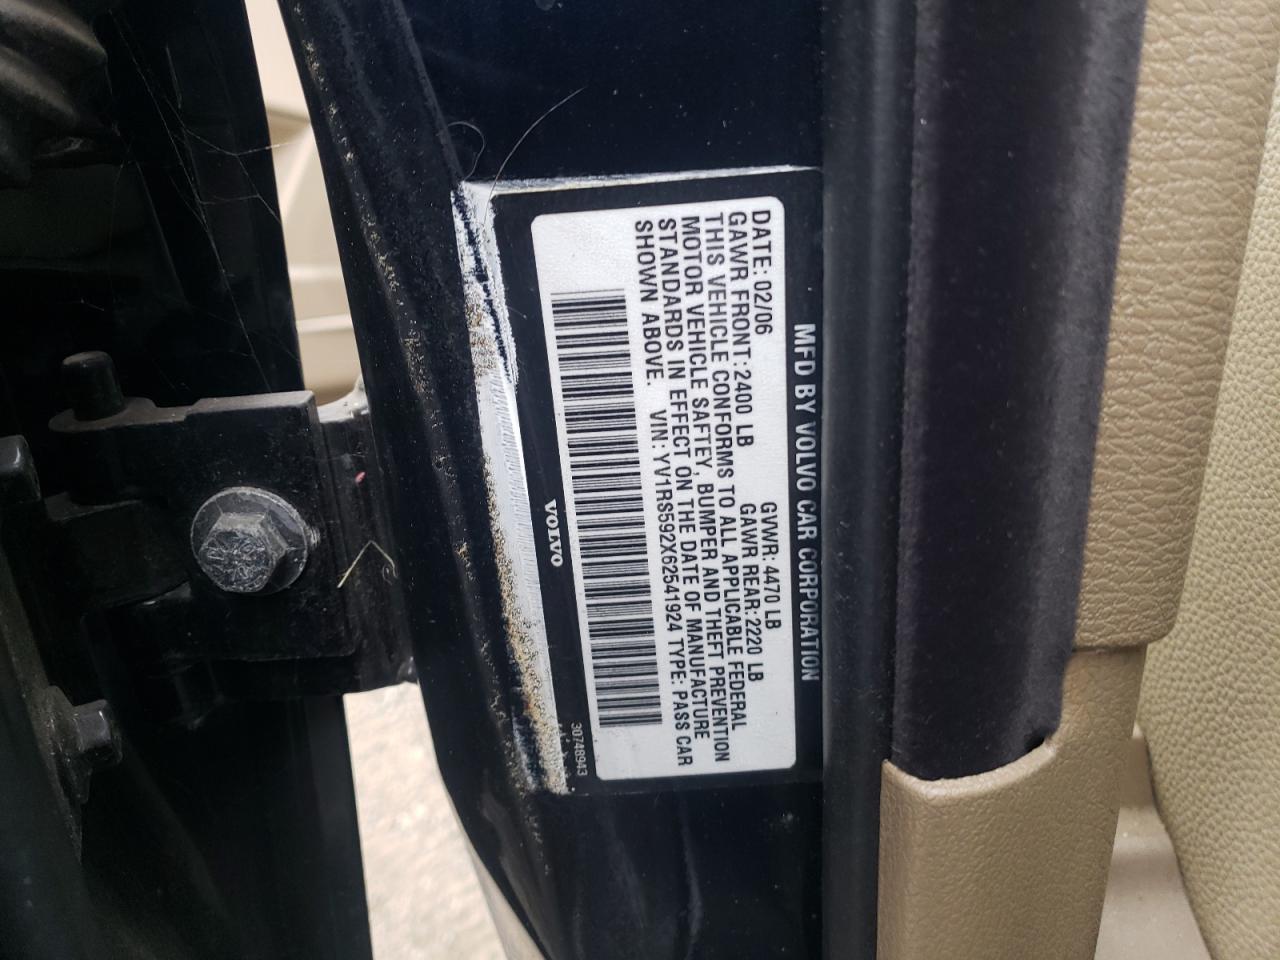 MFD BY VOLVO CAR CORPORATION
DATE: 02/06 GVWR: 4470 LB
GAWR FRONT: 2400 LB GAWR REAR: 2220 LB
THIS VEHICLE CONFORMS TO ALL APPLICABLE FEDERAL
MOTOR VEHICLE SAFTEY, BUMPER AND THEFT PREVENTION
STANDARDS IN EFFECT ON THE DATE OF MANUFACTURE
SHOWN ABOVE. VIN: YV1RS592X62541924 TYPE: PASS CAR
VOLVO
30748943